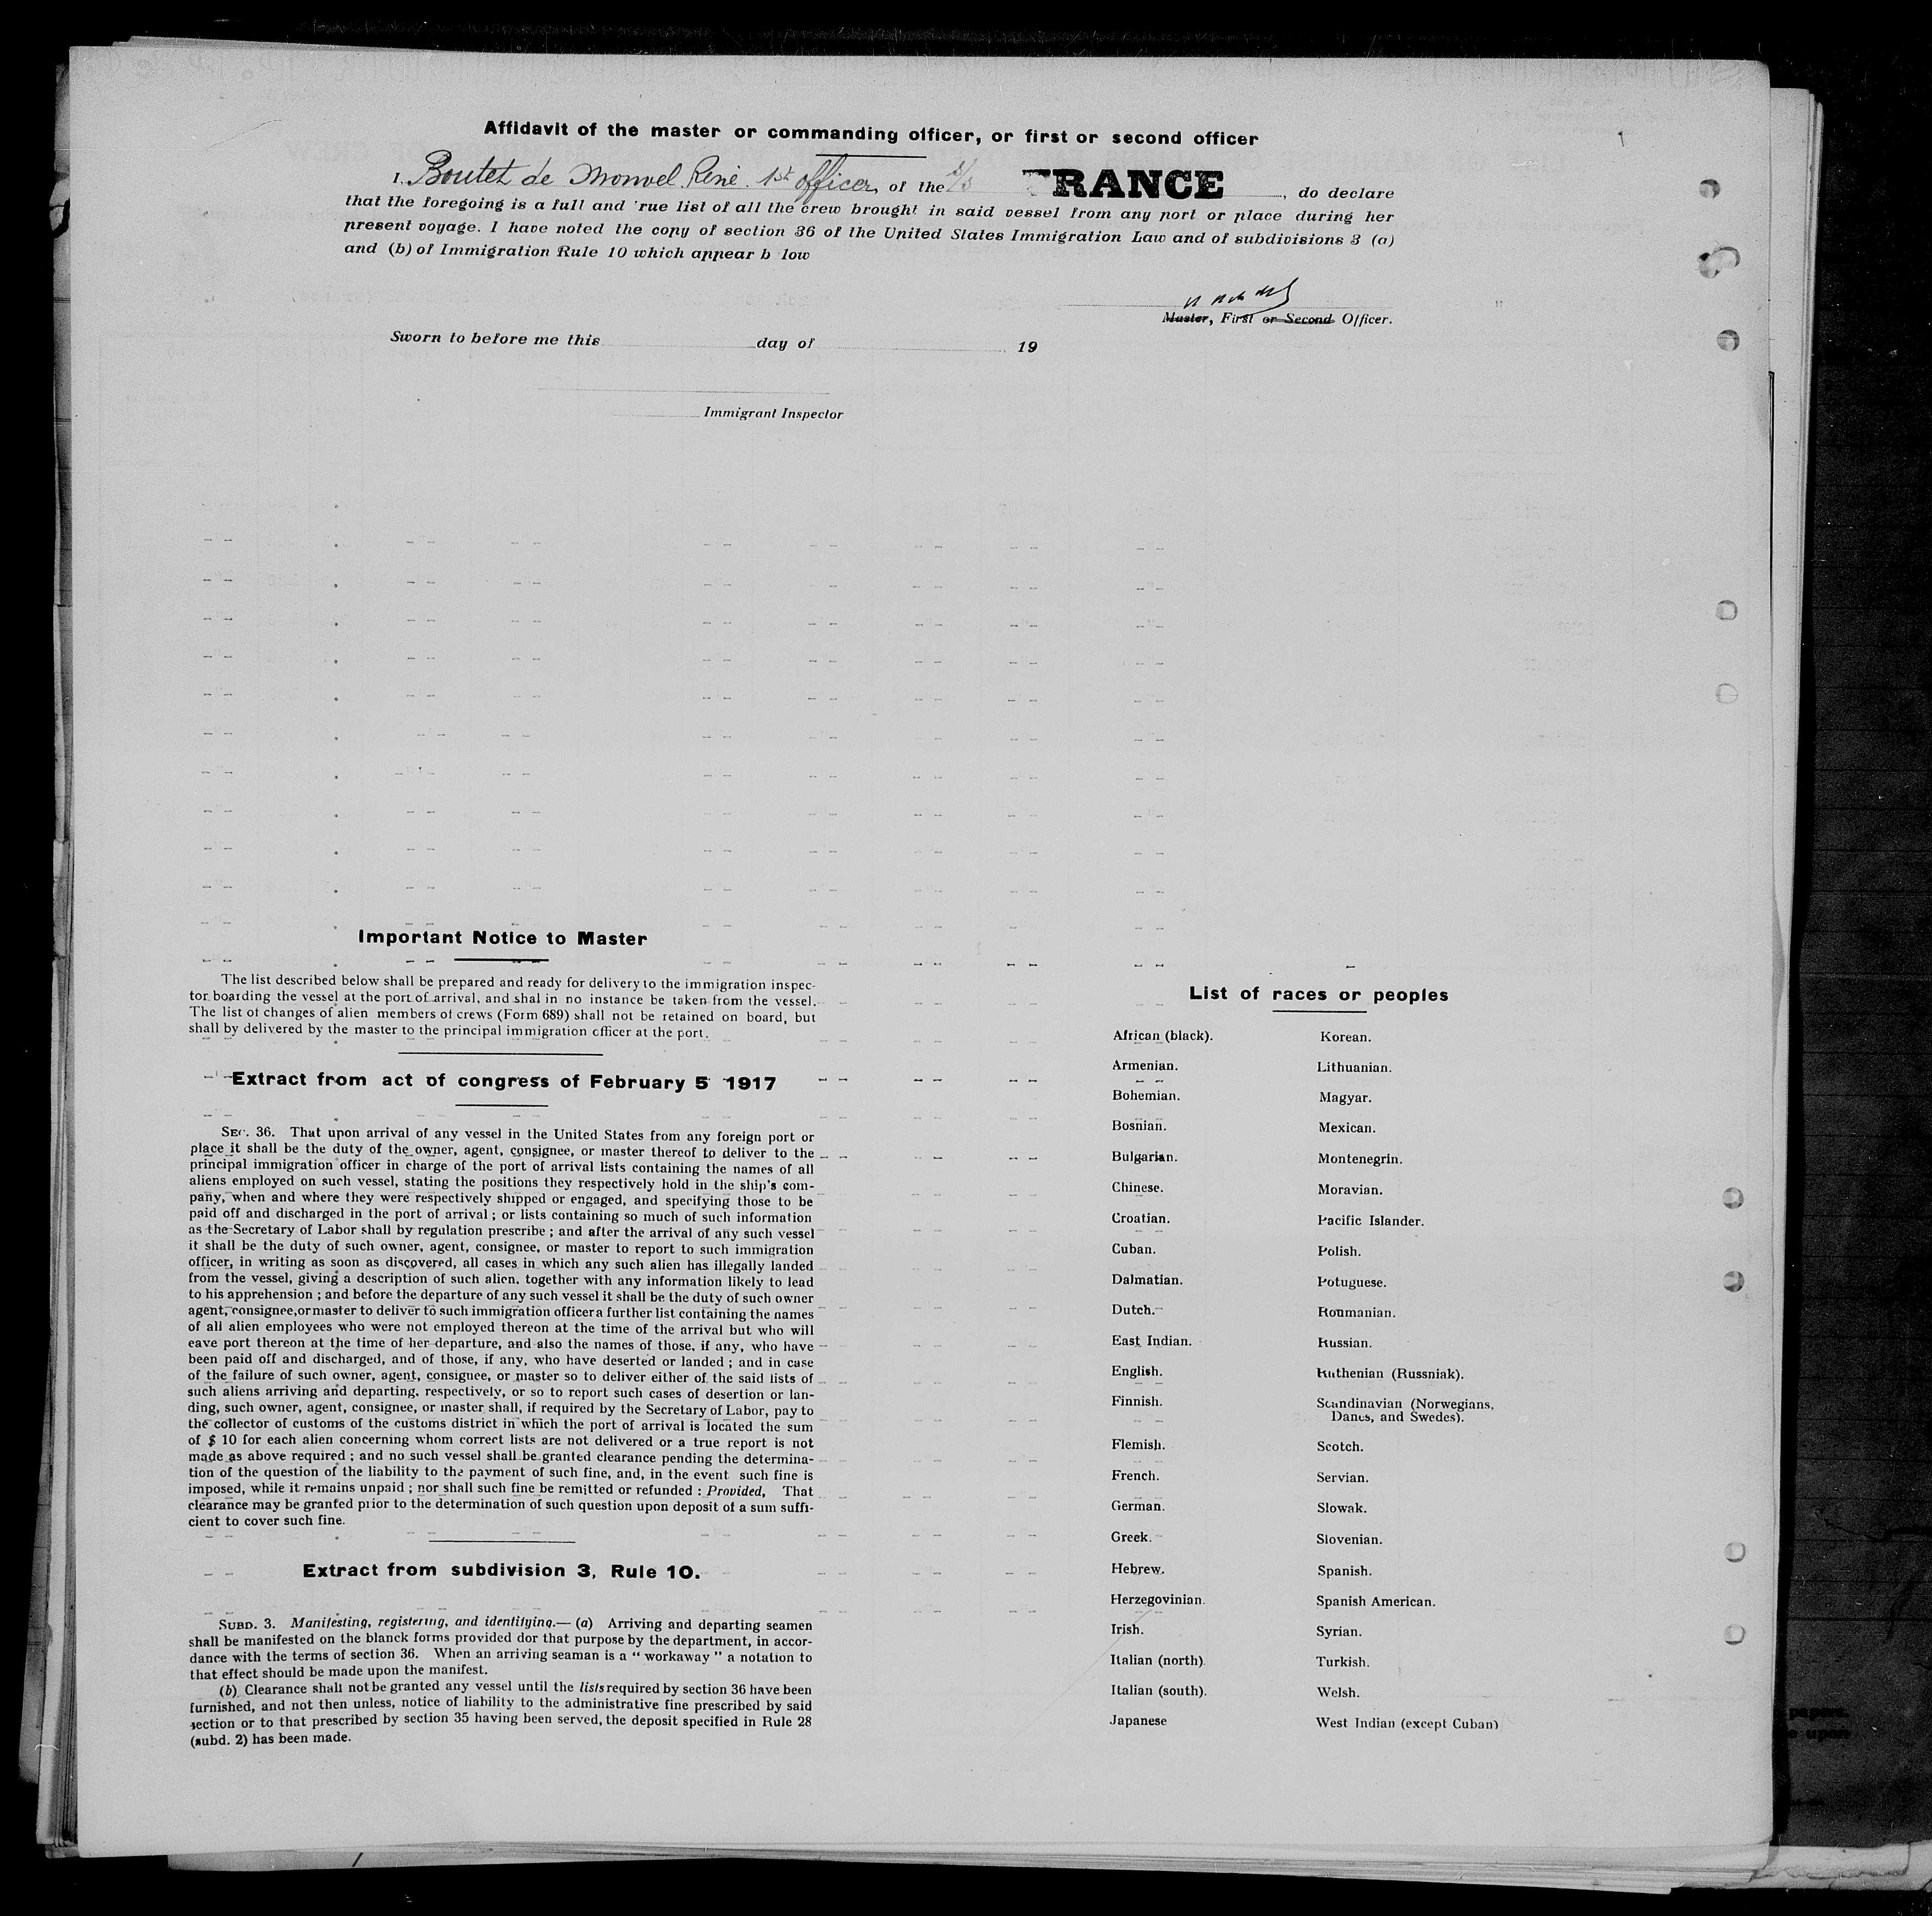 Affidavit of the master or commanding officer, or first or second officer
I. Boutet de Monvel René. 1st officer, of the S/S FRANCE, do declare
that the foregoing is a full and 'rue list of all the crew brought in said vessel from any port or place during her
present voyage. I have noted the copy of section 36 of the United States Immigration Law and of subdivisions 3 (a)
and (b) of Immigration Rule 10 which appear b low
Master, First or Second Officer.
Sworn to before me this day of 19
Immigrant Inspector
Important Notice to Master
The list described below shall be prepared and ready for delivery to the immigration inspec-
tor boarding the vessel at the port of arrival, and shal in no instance be taken from the vessel.
The list of changes of alien members of crews (Form 689) shall not be retained on board, but
shall by delivered by the master to the principal immigration officer at the port.
Extract from act of congress of February 5 1917
SEC. 36. That upon arrival of any vessel in the United States from any foreign port or
place it shall be the duty of the owner, agent, consignee, or master thereof to deliver to the
principal immigration officer in charge of the port of arrival lists containing the names of all
aliens employed on such vessel, stating the positions they respectively hold in the ship's com-
pany, when and where they were respectively shipped or engaged, and specifying those to be
paid off and discharged in the port of arrival ; or lists containing so much of such information
as the Secretary of Labor shall by regulation prescribe ; and after the arrival of any such vessel
it shall be the duty of such owner, agent, consignee, or master to report to such immigration
officer, in writing as soon as discovered, all cases in which any such alien has illegally landed
from the vessel, giving a description of such alien, together with any information likely to lead
to his apprehension ; and before the departure of any such vessel it shall be the duty of such owner
agent, consignee, or master to deliver to such immigration officer a further list containing the names
of all alien employees who were not employed thereon at the time of the arrival but who will
eave port thereon at the time of her departure, and also the names of those, if any, who have
been paid off and discharged, and of those, if any, who have deserted or landed ; and in case
of the failure of such owner, agent, consignee, or master so to deliver either of the said lists of
such aliens arriving and departing, respectively, or so to report such cases of desertion or lan-
ding, such owner, agent, consignee, or master shall, if required by the Secretary of Labor, pay to
the collector of customs of the customs district in which the port of arrival is located the sum
of $ 10 for each alien concerning whom correct lists are not delivered or a true report is not
made as above required ; and no such vessel shall be granted clearance pending the determina-
tion of the question of the liability to the payment of such fine, and, in the event such fine is
imposed, while it remains unpaid ; nor shall such fine be remitted or refunded : Provided, That
clearance may be granted prior to the determination of such question upon deposit of a sum suffi-
cient to cover such fine.
Extract from subdivision 3, Rule 10.
SUBD. 3. Manifesting, registering, and identifying.— (a) Arriving and departing seamen
shall be manifested on the blanck forms provided dor that purpose by the department, in accor-
dance with the terms of section 36. When an arriving seaman is a " workaway " a notation to
that effect should be made upon the manifest.
(b) Clearance shall not be granted any vessel until the lists required by section 36 have been
furnished, and not then unless, notice of liability to the administrative fine prescribed by said
section or to that prescribed by section 35 having been served, the deposit specified in Rule 28
(subd. 2) has been made.
List of races or peoples
African (black).
Armenian.
Bohemian.
Bosnian.
Bulgarian.
Chinese.
Croatian.
Cuban.
Dalmatian.
Dutch.
East Indian.
English.
Finnish.
Flemish.
French.
German.
Greek.
Hebrew.
Herzegovinian.
Irish.
Italian (north)
Italian (south).
Japanese
Korean.
Lithuanian.
Magyar.
Mexican.
Montenegrin.
Moravian.
Pacific Islander.
Polish.
Potuguese.
Roumanian.
Russian.
Ruthenian (Russniak).
Scandinavian (Norwegians,
Danes, and Swedes).
Scotch.
Servian.
Slowak.
Slovenian.
Spanish.
Spanish American.
Syrian.
Turkish.
Welsh.
West Indian (except Cuban)
papers.
upon